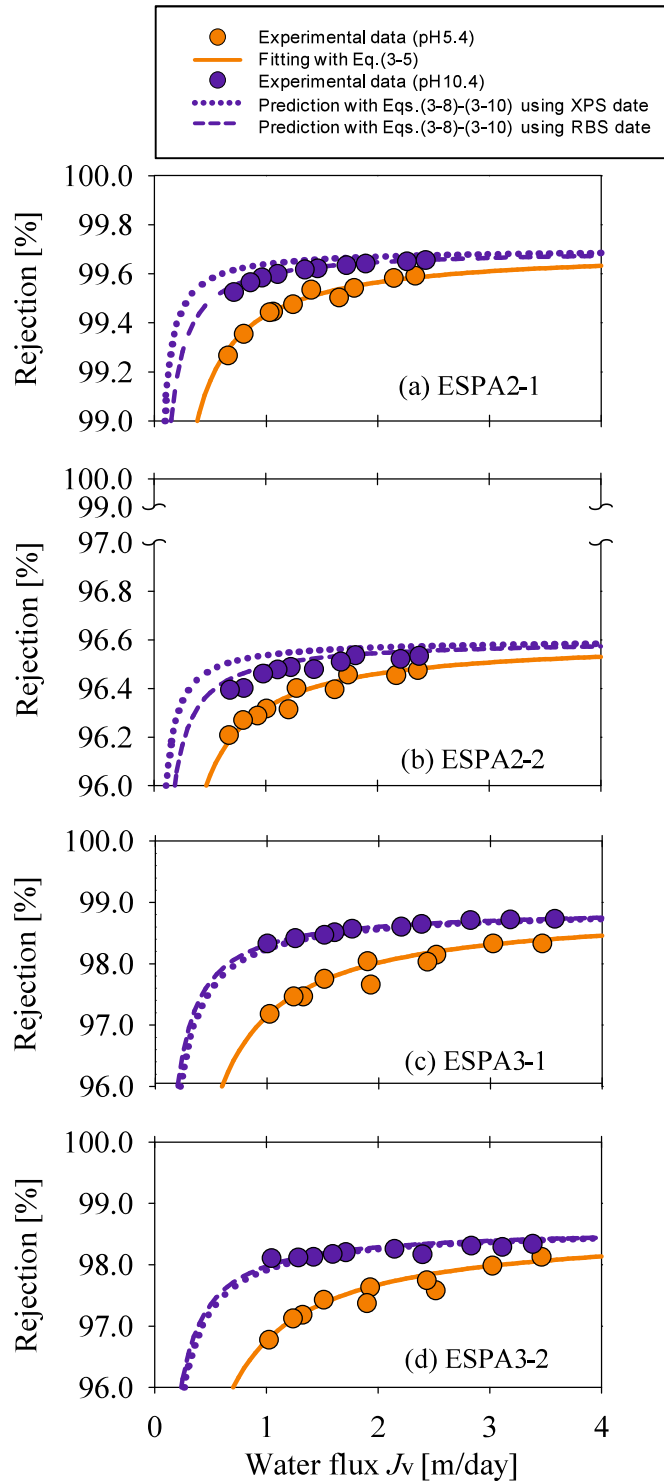 Experimental data (pH5.4)
Fitting with Eq.(3-5)
Experimental data (pH10.4)
Prediction with Eqs.(3-8)-(3-10) using XPS date
Prediction with Eqs.(3-8)-(3-10) using RBS date
100.0
99.8
99.6
99.4
99.2
99.0
Rejection [%]
(a) ESPA2-1
100.0
99.0
97.0
96.8
96.6
96.4
96.2
96.0
Rejection [%]
(b) ESPA2-2
100.0
99.0
98.0
97.0
96.0
Rejection [%]
(c) ESPA3-1
100.0
99.0
98.0
97.0
96.0
Rejection [%]
(d) ESPA3-2
0 1 2 3 4
Water flux Jv [m/day]